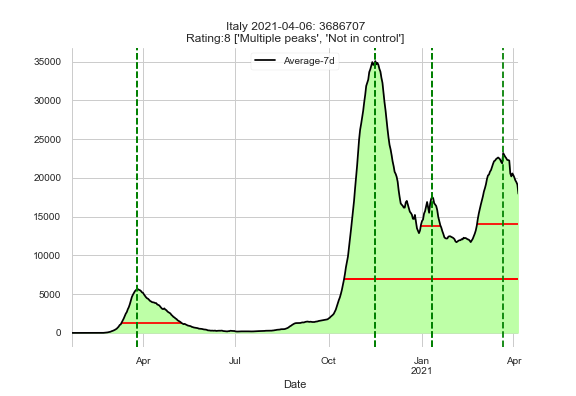 Italy 2021-04-06: 3686707
Rating:8 ['Multiple peaks', 'Not in control']
Average-7d
35000
30000
25000
20000
15000
10000
5000
0
Apr Jul Oct Jan Apr
2021
Date